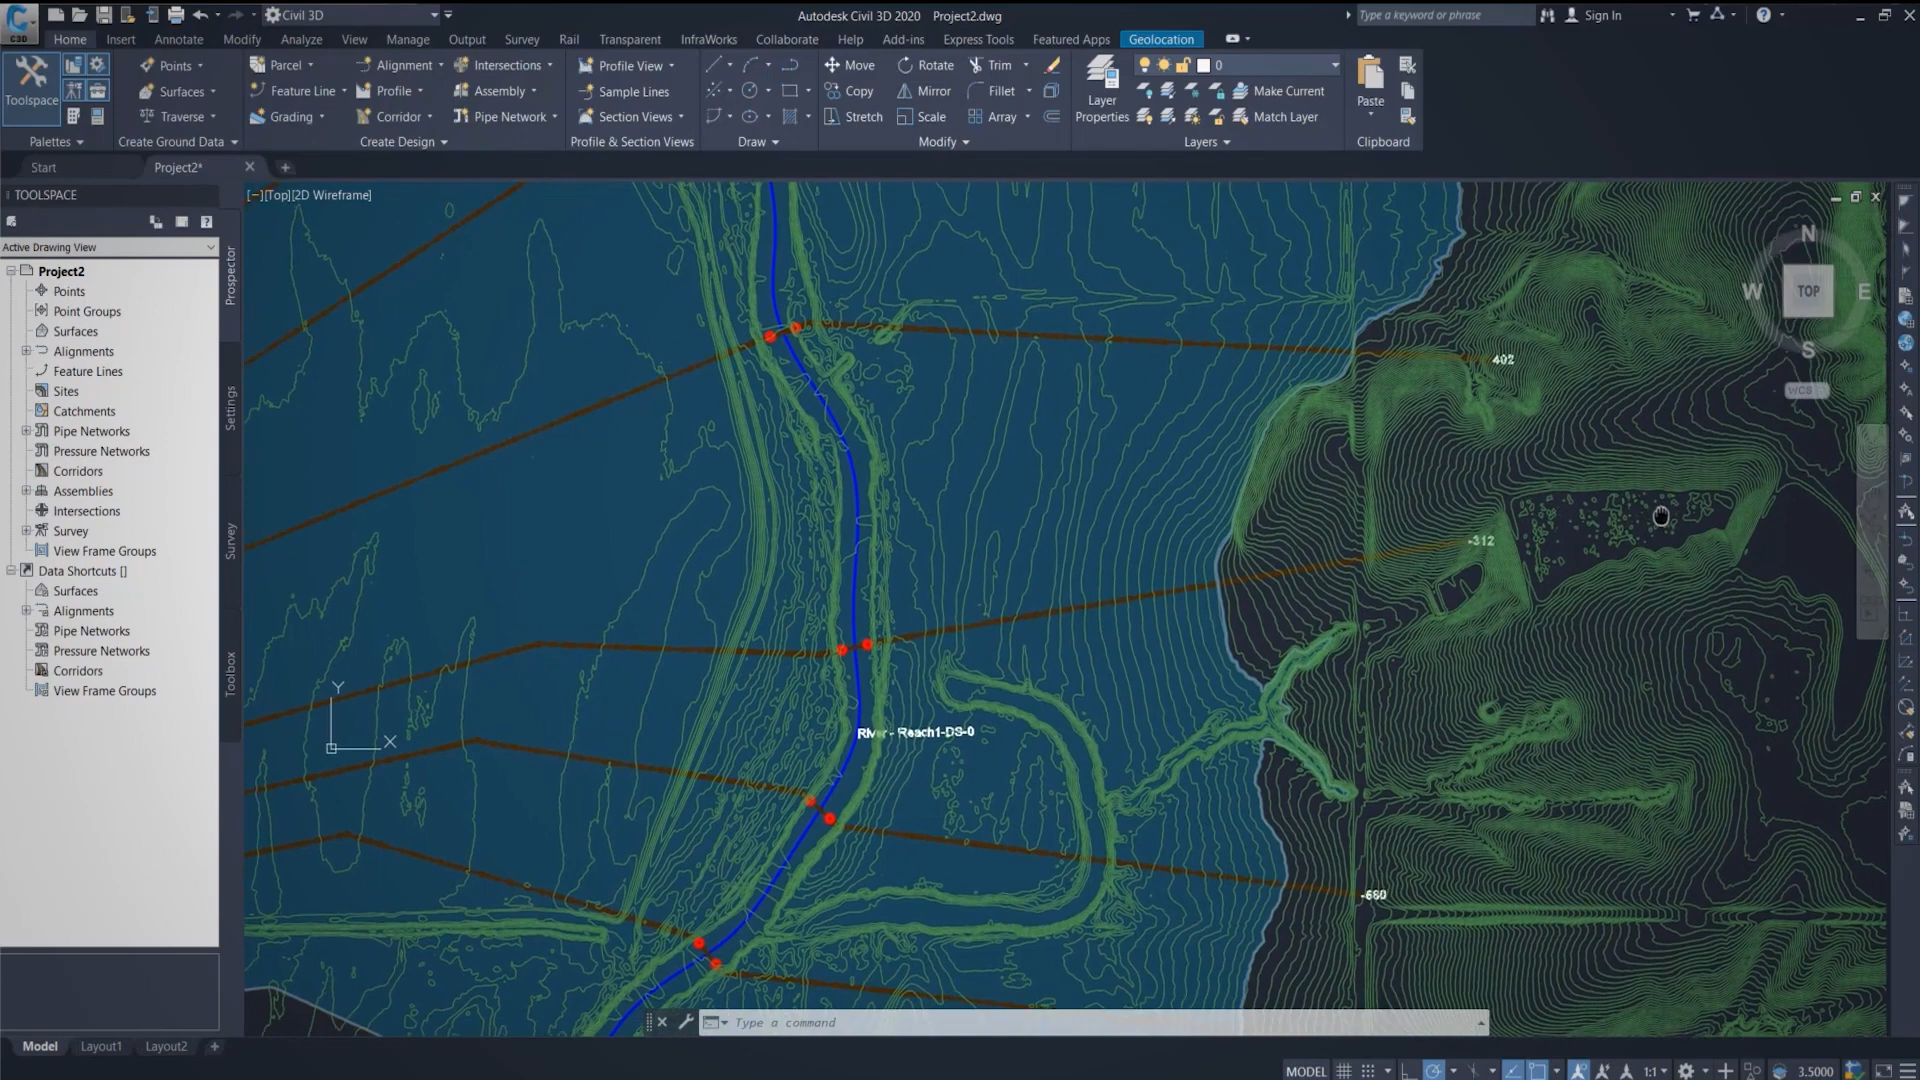 Civil 3D
Autodesk Civil 3D 2020 Project2.dwg
Type a keyword or phrase
Sign In
C3D
Home Insert Annotate Modify Analyze View Manage Output Survey Rail Transparent InfraWorks Collaborate Help Add-ins Express Tools Featured Apps Geolocation
Toolspace
Palettes
Points
Surfaces
Traverse
Create Ground Data
Parcel
Feature Line
Grading
Alignment
Profile
Corridor
Intersections
Assembly
Pipe Network
Create Design
Profile View
Sample Lines
Section Views
Profile & Section Views
Draw
Move
Copy
Stretch
Rotate
Mirror
Scale
Trim
Fillet
Array
Modify
Layer
Properties
0
Make Current
Match Layer
Layers
Paste
Clipboard
Start
Project2*
TOOLSPACE
Active Drawing View
Project2
Points
Point Groups
Surfaces
Alignments
Feature Lines
Sites
Catchments
Pipe Networks
Pressure Networks
Corridors
Assemblies
Intersections
Survey
View Frame Groups
Data Shortcuts []
Surfaces
Alignments
Pipe Networks
Pressure Networks
Corridors
View Frame Groups
Prospector
Settings
Survey
Toolbox
[−][Top][2D Wireframe]
N
W
TOP
E
S
WCS
402
-312
Reach1-DS-0
-680
Y
X
Type a command
Model Layout1 Layout2
MODEL
1:1
3.5000